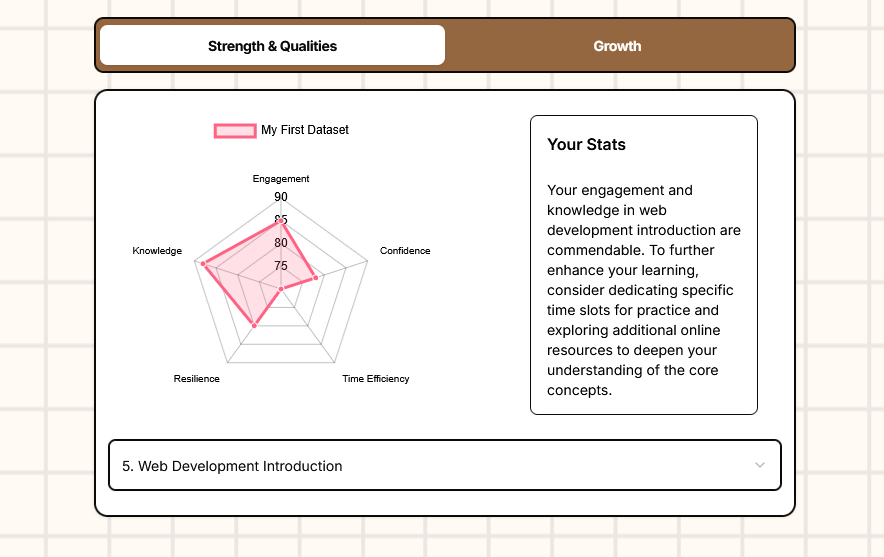 Strength & Qualities
Growth
My First Dataset
Engagement
90
85
80
75
Knowledge
Confidence
Resilience
Time Efficiency
Your Stats
Your engagement and
knowledge in web
development introduction are
commendable. To further
enhance your learning,
consider dedicating specific
time slots for practice and
exploring additional online
resources to deepen your
understanding of the core
concepts.
5. Web Development Introduction